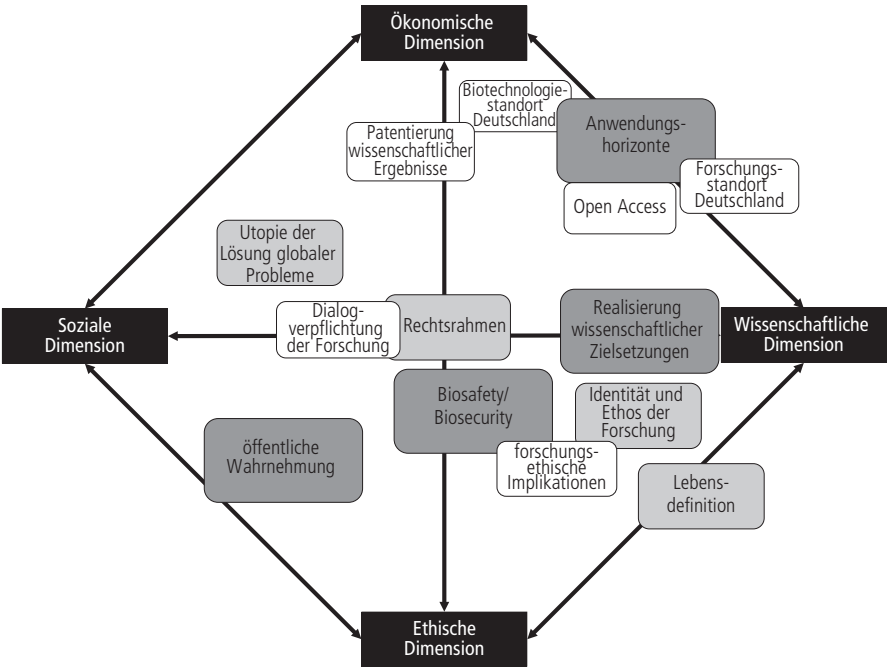 Ökonomische
Dimension
Biotechnologie-
standort
Deutschland
Anwendungs-
horizonte
Patentierung
wissenschaftlicher
Ergebnisse
Forschungs-
standort
Deutschland
Open Access
Utopie der
Lösung globaler
Probleme
Soziale
Dimension
Dialog-
verpflichtung
der Forschung
Rechtsrahmen
Realisierung
wissenschaftlicher
Zielsetzungen
Wissenschaftliche
Dimension
Biosafety/
Biosecurity
Identität und
Ethos der
Forschung
öffentliche
Wahrnehmung
forschungs-
ethische
Implikationen
Lebens-
definition
Ethische
Dimension